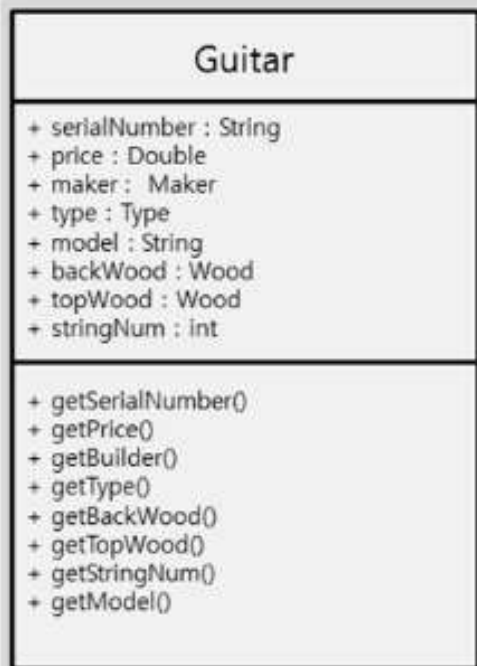 Guitar
+ serialNumber : String
+ price : Double
+ maker : Maker
+ type : Type
+ model : String
+ backWood : Wood
+ topWood : Wood
+ stringNum : int
+ getSerialNumber()
+ getPrice()
+ getBuilder()
+ getType()
+ getBackWood()
+ getTopWood()
+ getStringNum()
+ getModel()